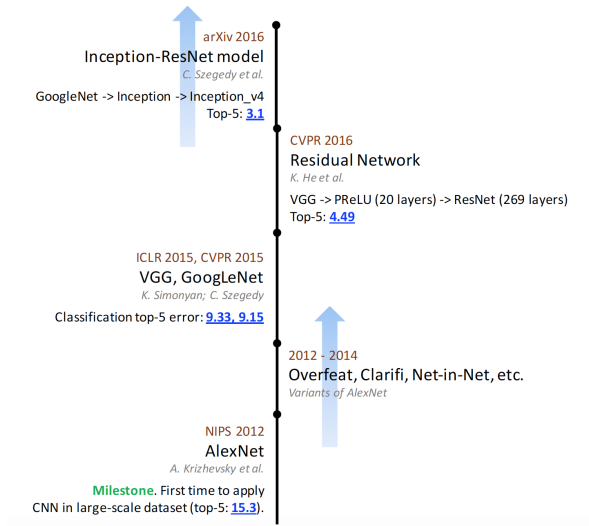 arXiv 2016
Inception-ResNet model
C. Szegedy et al.
GoogleNet -> Inception -> Inception_v4
Top-5: 3.1
CVPR 2016
Residual Network
K. He et al.
VGG -> PReLU (20 layers) -> ResNet (269 layers)
Top-5: 4.49
ICLR 2015, CVPR 2015
VGG, GoogLeNet
K. Simonyan; C. Szegedy
Classification top-5 error: 9.33, 9.15
2012 - 2014
Overfeat, Clarifi, Net-in-Net, etc.
Variants of AlexNet
NIPS 2012
AlexNet
A. Krizhevsky et al.
Milestone. First time to apply
CNN in large-scale dataset (top-5: 15.3).